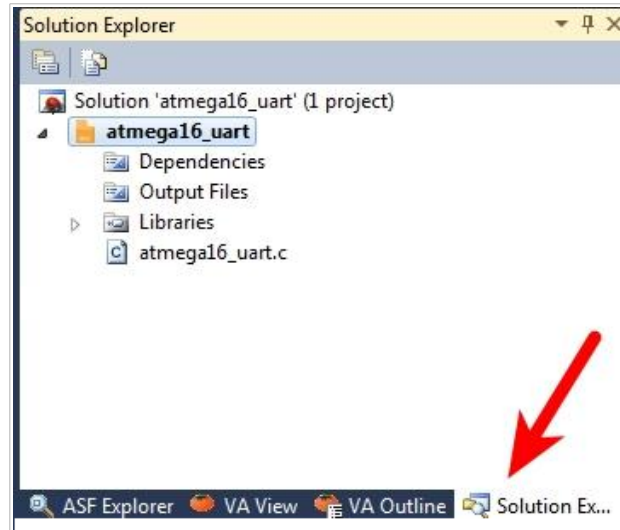 Solution Explorer
Solution 'atmega16_uart' (1 project)
atmega16_uart
Dependencies
Output Files
Libraries
atmega16_uart.c
ASF Explorer VA View VA Outline Solution Ex...